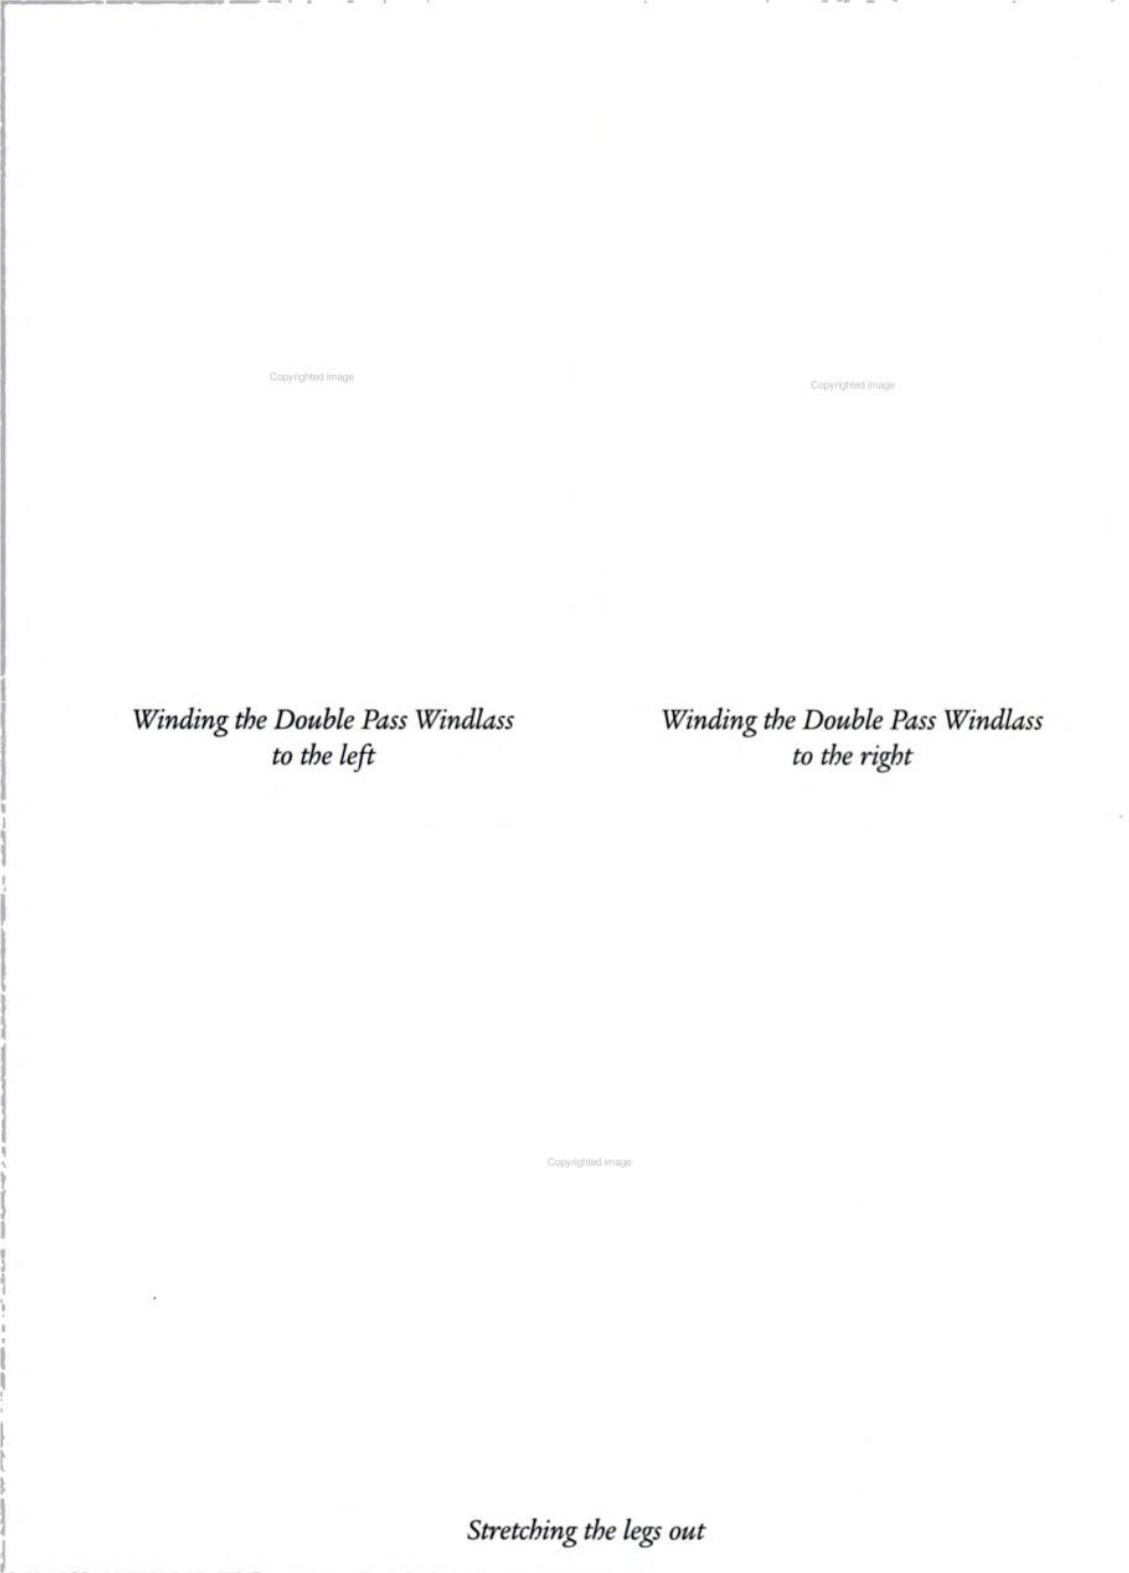 Copyrighted image
Copyrighted image
Winding the Double Pass Windlass
to the left
Winding the Double Pass Windlass
to the right
Copyrighted image
Stretching the legs out